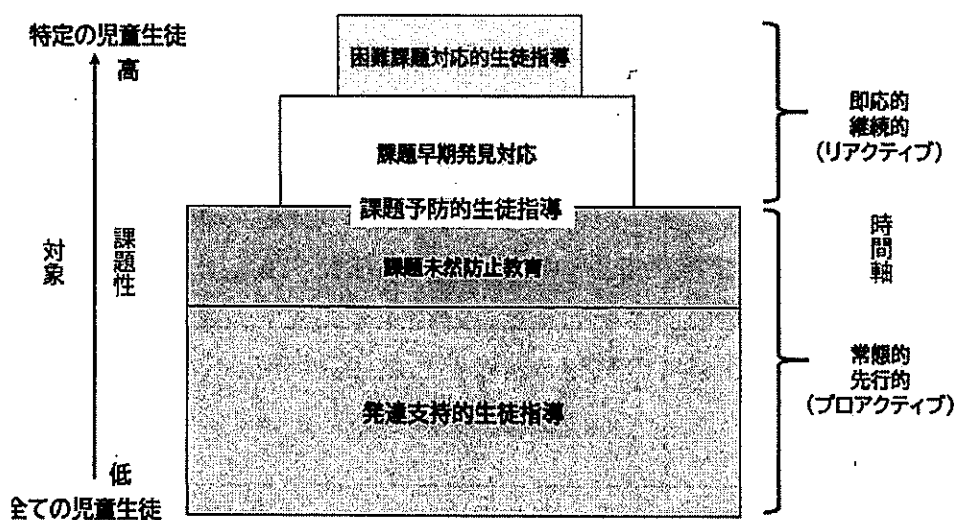 特定の児童生徒
高
困難課題対応的生徒指導
即応的
継続的
(リアクティブ)
課題早期発見対応
課題予防的生徒指導
対象
課題性
時間軸
課題未然防止教育
常態的
先行的
(プロアクティブ)
発達支持的生徒指導
低
全ての児童生徒